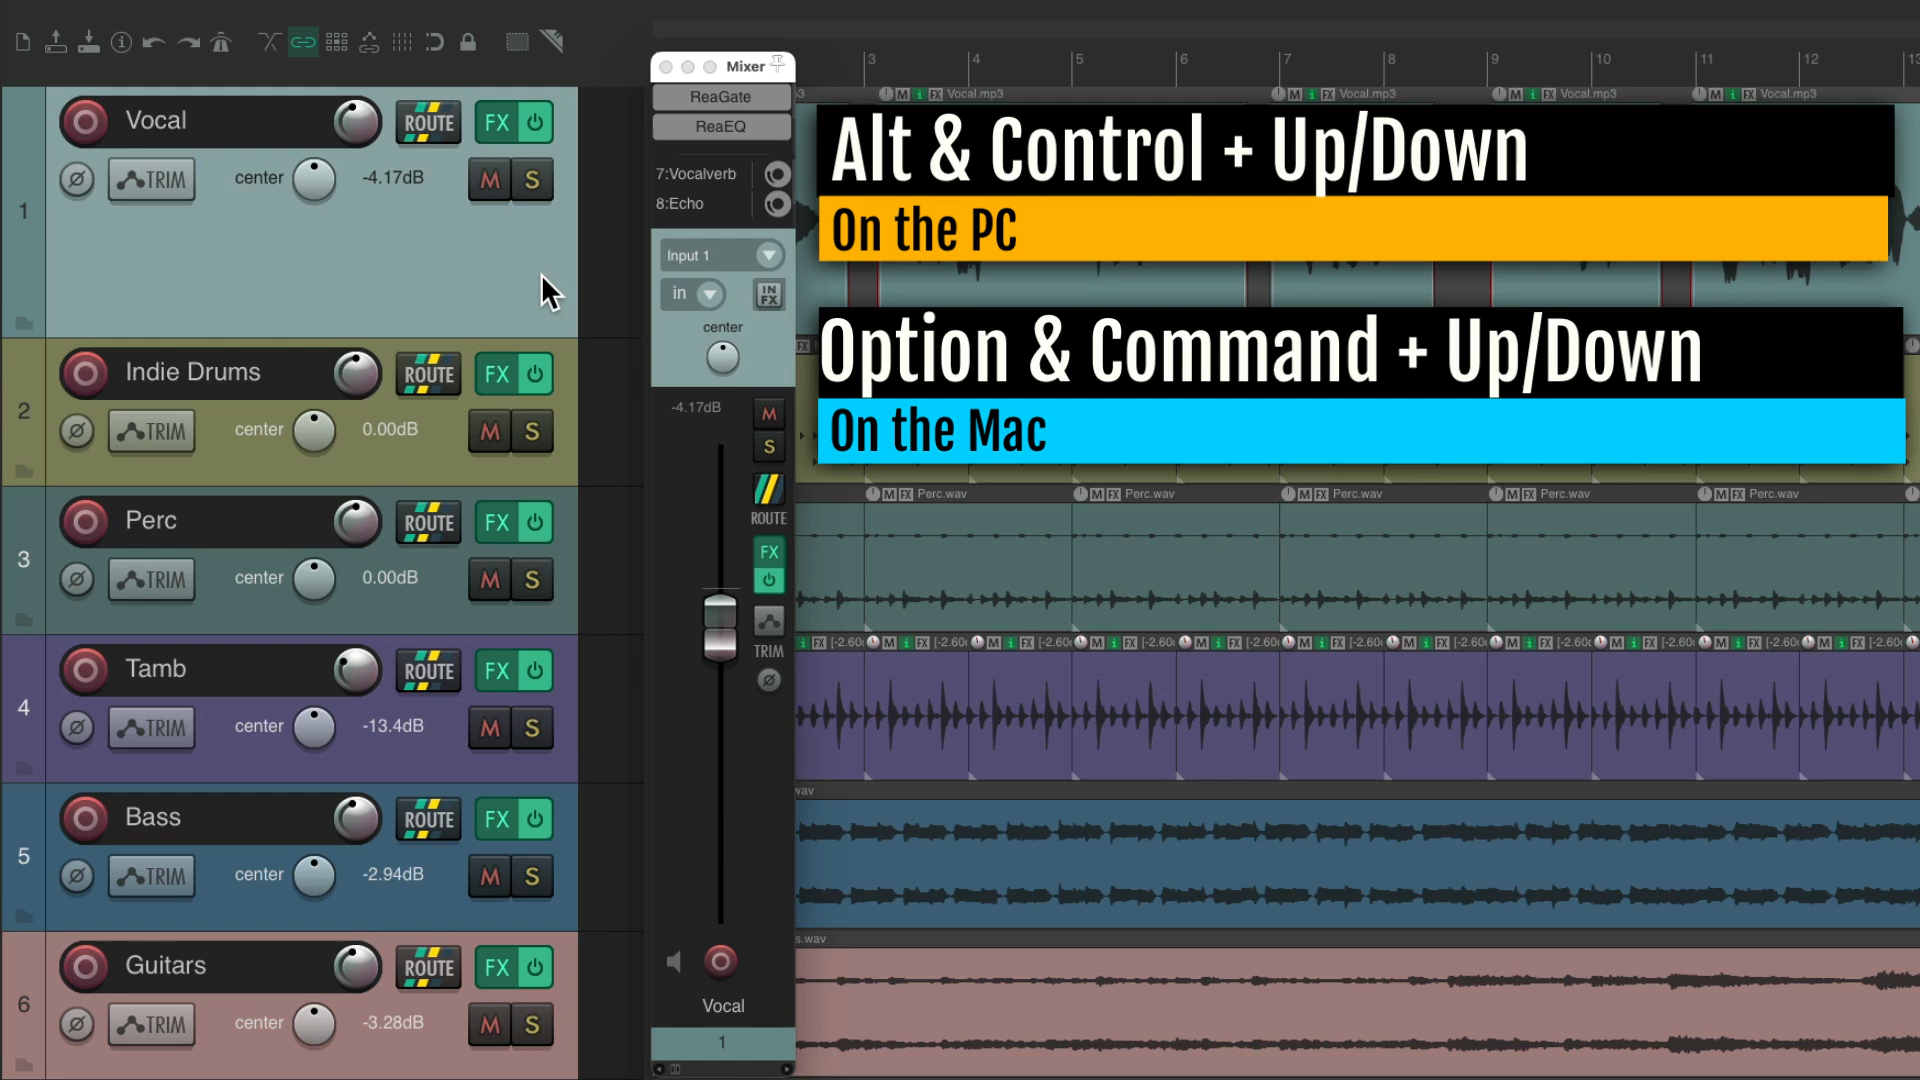 Mixer
ReaGate
ReaEQ
7:Vocalverb
8:Echo
Input 1
in
IN
FX
center
-4.17dB
M
S
ROUTE
FX
TRIM
Vocal
1
3 4 5 6 7 8 9 10 11 12 13
Alt & Control + Up/Down
On the PC
Option & Command + Up/Down
On the Mac
1
Vocal
ROUTE
FX
TRIM
center
-4.17dB
M S
2
Indie Drums
ROUTE
FX
TRIM
center
0.00dB
M S
3
Perc
ROUTE
FX
TRIM
center
0.00dB
M S
4
Tamb
ROUTE
FX
TRIM
center
-13.4dB
M S
5
Bass
ROUTE
FX
TRIM
center
-2.94dB
M S
6
Guitars
ROUTE
FX
TRIM
center
-3.28dB
M S
M i FX Vocal.mp3 M i FX Vocal.mp3 M i FX Vocal.mp3 M i FX Vocal.mp3
M FX Perc.wav M FX Perc.wav M FX Perc.wav M FX Perc.wav M FX Perc.wav